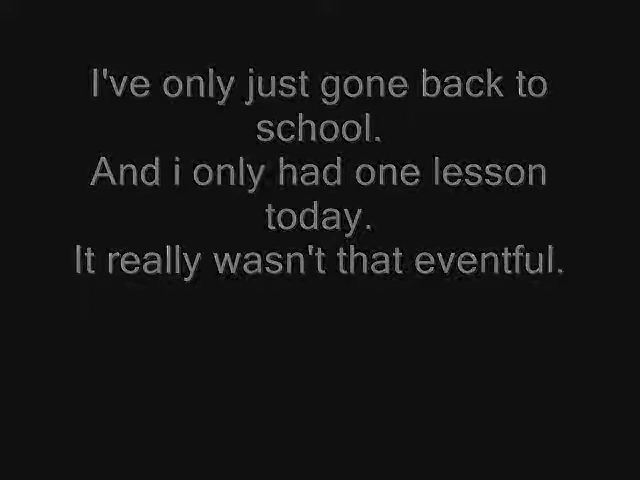 I've only just gone back to
school.
And i only had one lesson
today.
It really wasn't that eventful.